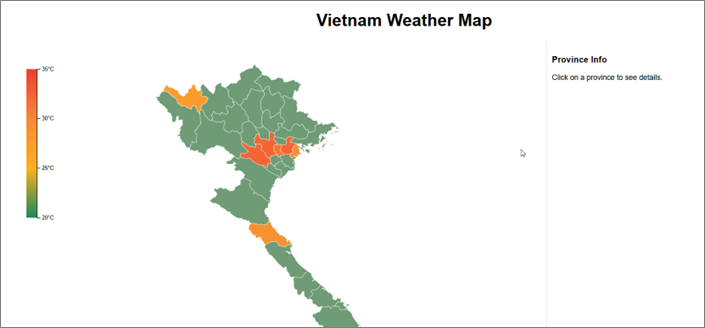 Vietnam Weather Map
Province Info
Click on a province to see details.
35°C
30°C
25°C
20°C